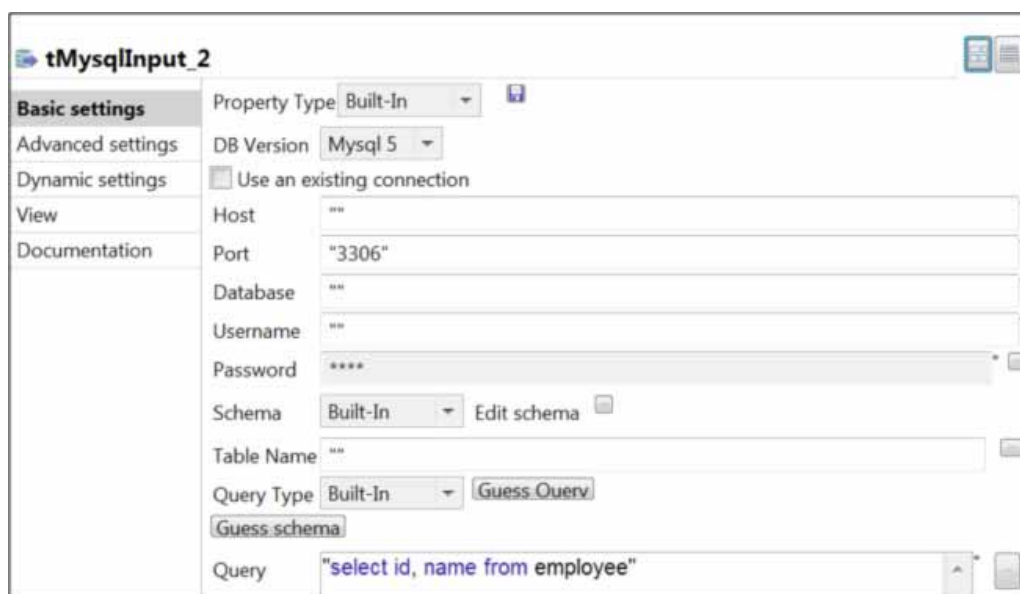 tMysqlInput_2
Basic settings
Advanced settings
Dynamic settings
View
Documentation
Property Type Built-In
DB Version Mysql 5
Use an existing connection
Host ""
Port "3306"
Database ""
Username ""
Password **** *
Schema Built-In Edit schema
Table Name ""
Query Type Built-In Guess Query
Guess schema
Query "select id, name from employee" *